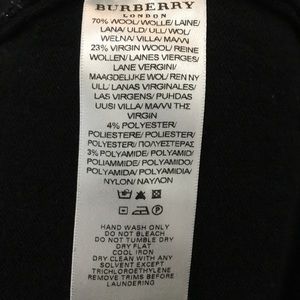 BURBERRY
LONDON
70% WOOL/WOLLE/LAINE/
LANA/ULD/ULL/WOL/
WELNA/VILLA/ΜΑΛΛΙ
23% VIRGIN WOOL/REINE
WOLLEN/LAINES VIERGES/
LANE VERGINI/
MAAGDELIJKE WOL/REN NY
ULL/LANAS VIRGINALES/
LAS VIRGENS/PUHDAS
UUSI VILLA/ΜΑΛΛΙ ΤΗΣ
VIRGIN
4% POLYESTER/
POLIESTERE/POLIESTER/
POLYESTER/ΠΟΛΥΕΣΤΕΡΑΣ
3% POLYAMIDE/POLYAMID/
POLIAMMIDE/POLYAMID/
POLYAMIDA/POLYAMIDA/
NYLON/ΝΑΥΛΟΝ
HAND WASH ONLY
DO NOT BLEACH
DO NOT TUMBLE DRY
DRY FLAT
COOL IRON
DRY CLEAN WITH ANY
SOLVENT EXCEPT
TRICHLOROETHYLENE
REMOVE TRIMS BEFORE
LAUNDERING